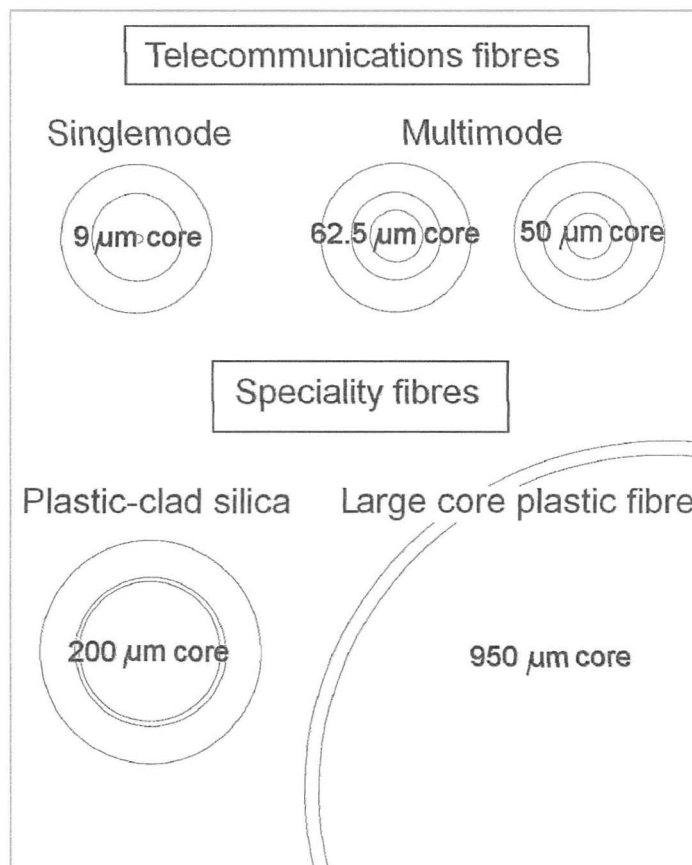 Telecommunications fibres
Singlemode
Multimode
9 µm core
62.5 µm core
50 µm core
Speciality fibres
Plastic-clad silica
Large core plastic fibre
200 µm core
950 µm core